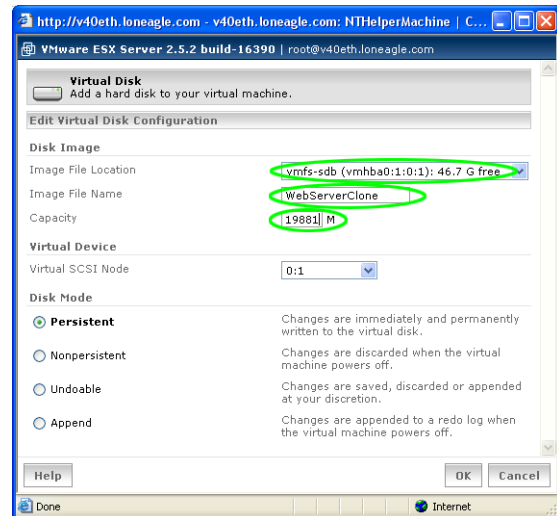 http://v40eth.loneagle.com - v40eth.loneagle.com: NTHelperMachine | C...
VMware ESX Server 2.5.2 build-16390 | root@v40eth.loneagle.com
Virtual Disk
Add a hard disk to your virtual machine.
Edit Virtual Disk Configuration
Disk Image
Image File Location vmfs-sdb (vmhba0:1:0:1): 46.7 G free
Image File Name WebServerClone
Capacity 19881 M
Virtual Device
Virtual SCSI Node 0:1
Disk Mode
Persistent Changes are immediately and permanently
written to the virtual disk.
Nonpersistent Changes are discarded when the virtual
machine powers off.
Undoable Changes are saved, discarded or appended
at your discretion.
Append Changes are appended to a redo log when
the virtual machine powers off.
Help OK Cancel
Done Internet